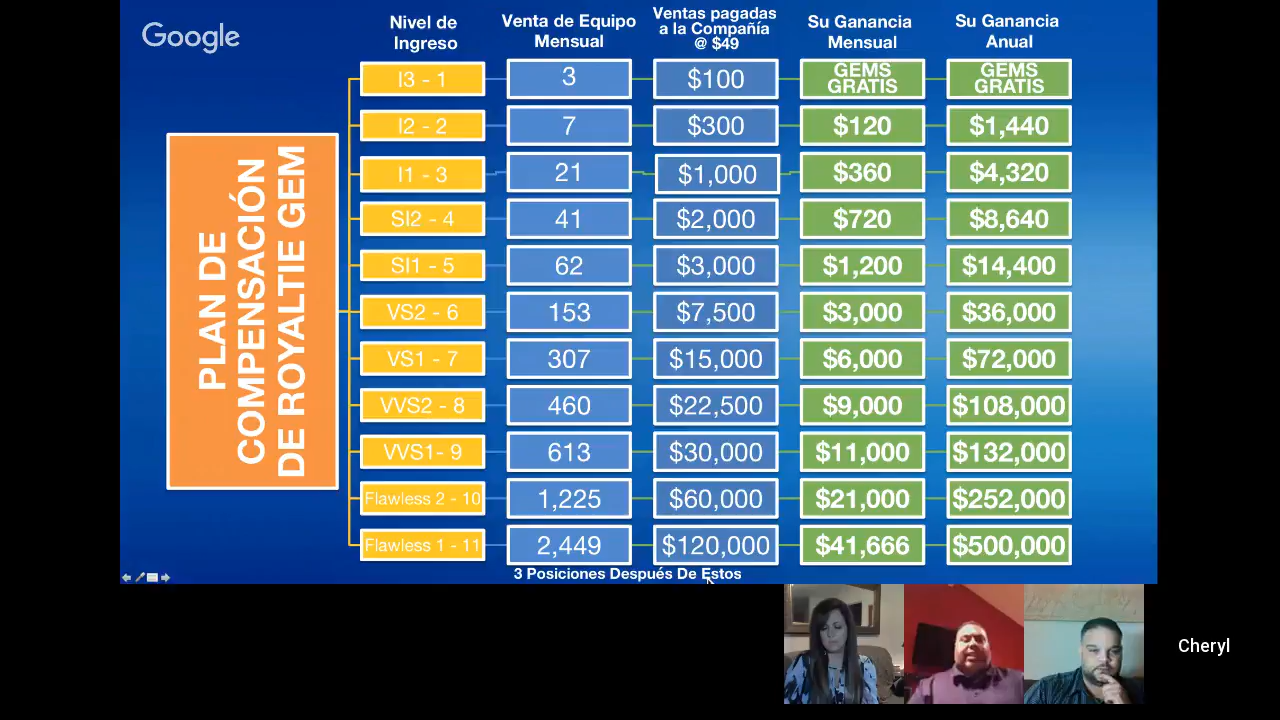 Google
Nivel de
Ingreso
Venta de Equipo
Mensual
Ventas pagadas
a la Compañía
@ $49
Su Ganancia
Mensual
Su Ganancia
Anual
PLAN DE
COMPENSACIÓN
DE ROYALTIE GEM
I3 - 1
3
$100
GEMS
GRATIS
GEMS
GRATIS
I2 - 2
7
$300
$120
$1,440
I1 - 3
21
$1,000
$360
$4,320
SI2 - 4
41
$2,000
$720
$8,640
SI1 - 5
62
$3,000
$1,200
$14,400
VS2 - 6
153
$7,500
$3,000
$36,000
VS1 - 7
307
$15,000
$6,000
$72,000
VVS2 - 8
460
$22,500
$9,000
$108,000
VVS1- 9
613
$30,000
$11,000
$132,000
Flawless 2 - 10
1,225
$60,000
$21,000
$252,000
Flawless 1 - 11
2,449
$120,000
$41,666
$500,000
3 Posiciones Después De Estos
Cheryl